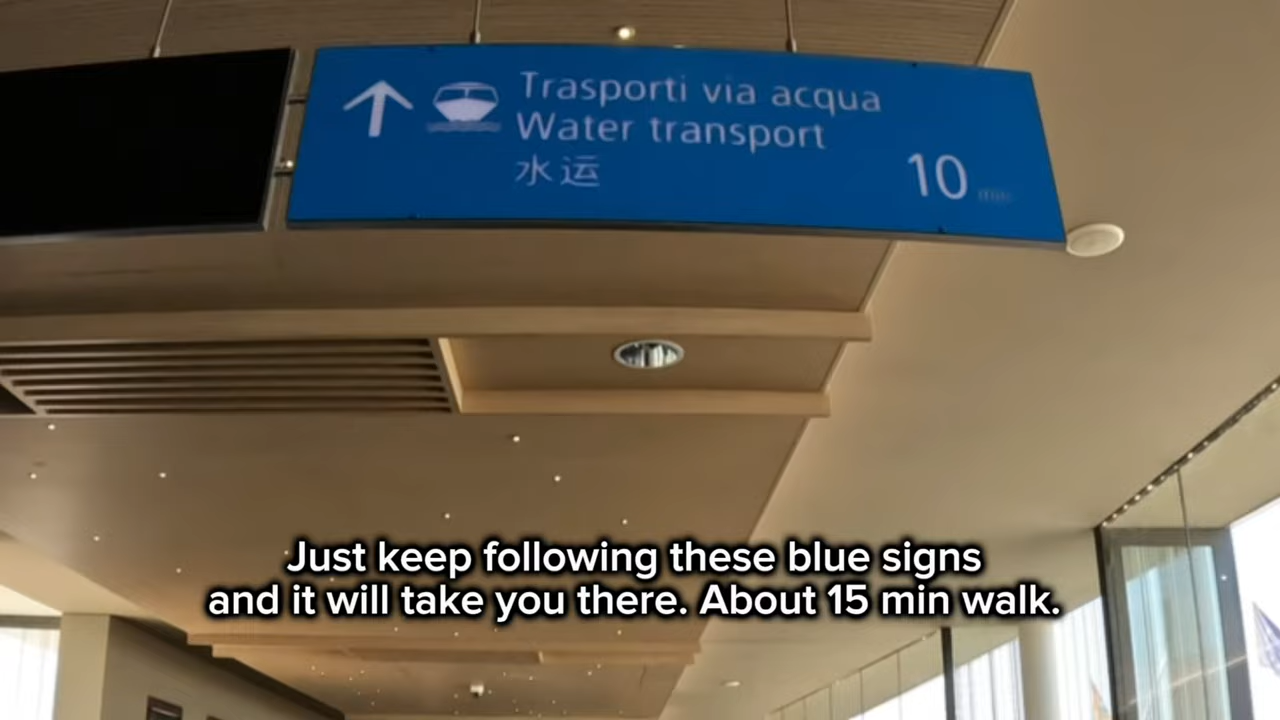 Trasporti via acqua
Water transport
水运
10 min
Just keep following these blue signs
and it will take you there. About 15 min walk.